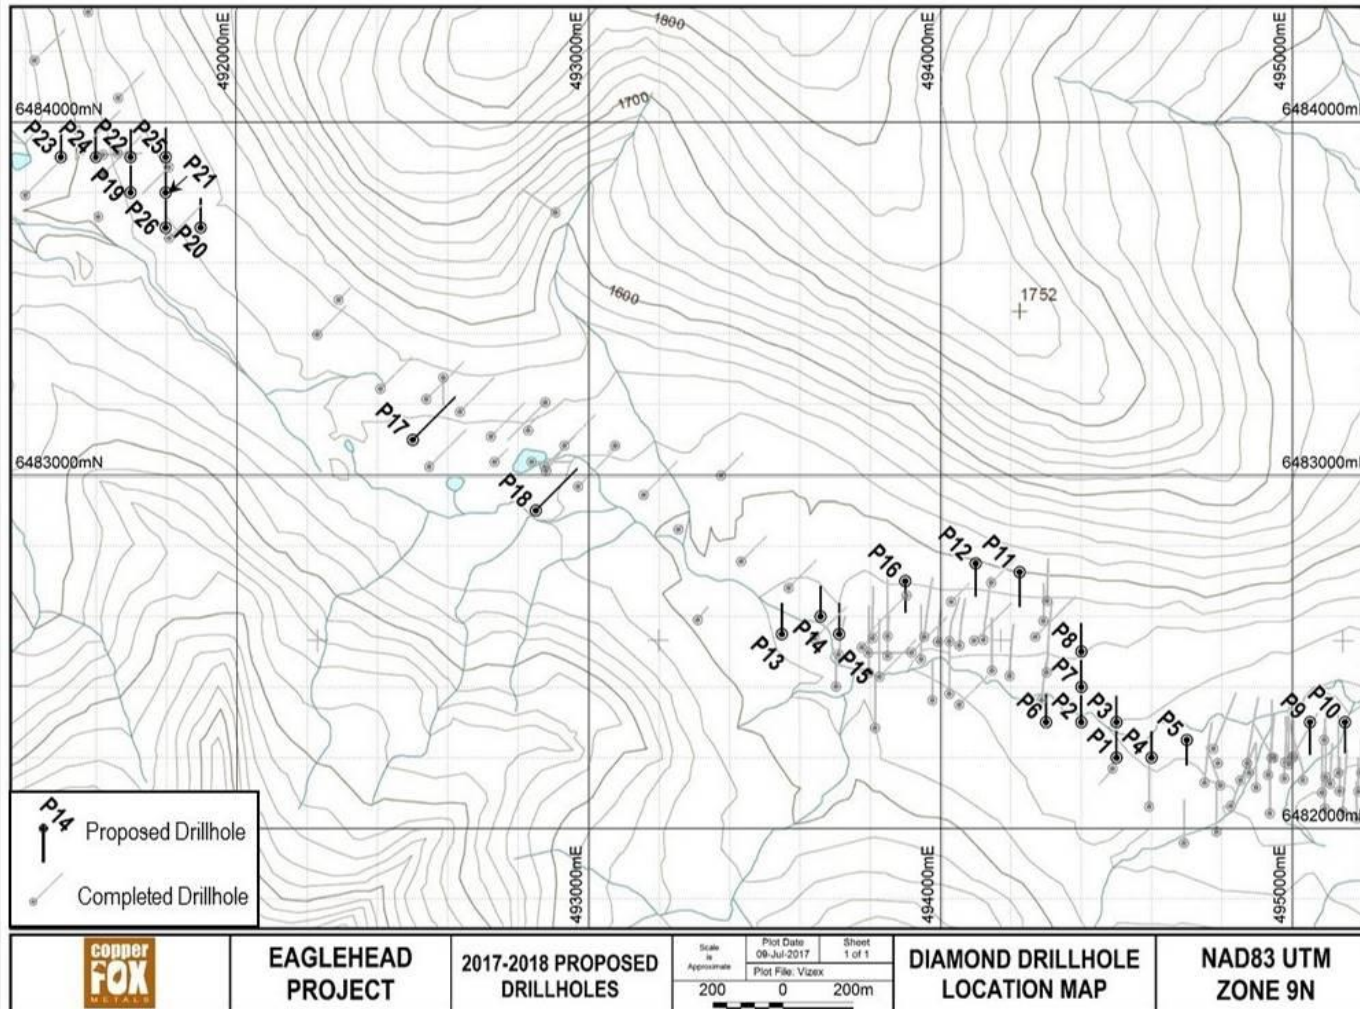 1800
492000mE
493000mE
494000mE
495000mE
1700
6484000mN
6484000m
P23
P24
P22
P25
P21
P19
P26
P20
1600
1752
P17
6483000mN
6483000m
P18
P16
P12
P11
P13
P14
P15
P8
P7
P6
P2
P3
P1
P4
P5
P9
P10
6482000m
P14
Proposed Drillhole
Completed Drillhole
493000mE
494000mE
495000mE
copper
FOX
METALS
EAGLEHEAD
PROJECT
2017-2018 PROPOSED
DRILLHOLES
Scale
is
Approximate
Plot Date
09-Jul-2017
Sheet
1 of 1
Plot File: Vizex
200 0 200m
DIAMOND DRILLHOLE
LOCATION MAP
NAD83 UTM
ZONE 9N